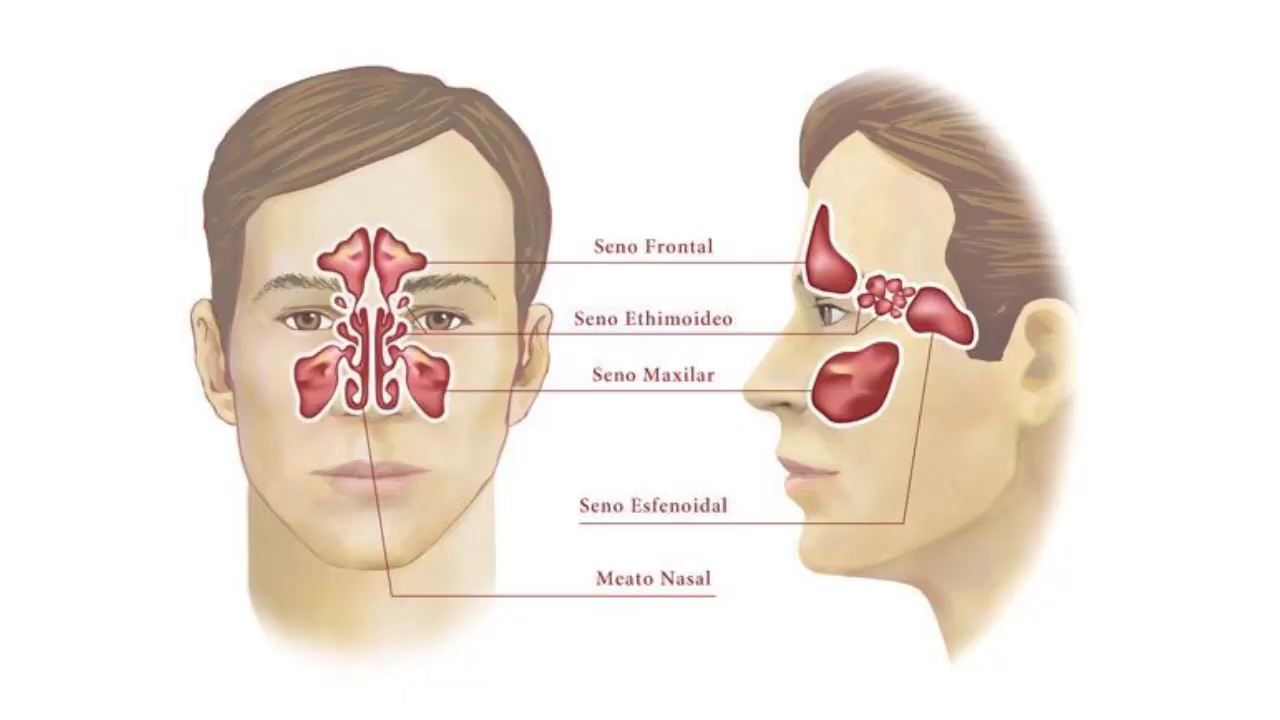 Seno Frontal
Seno Ethimoideo
Seno Maxilar
Seno Esfenoidal
Meato Nasal